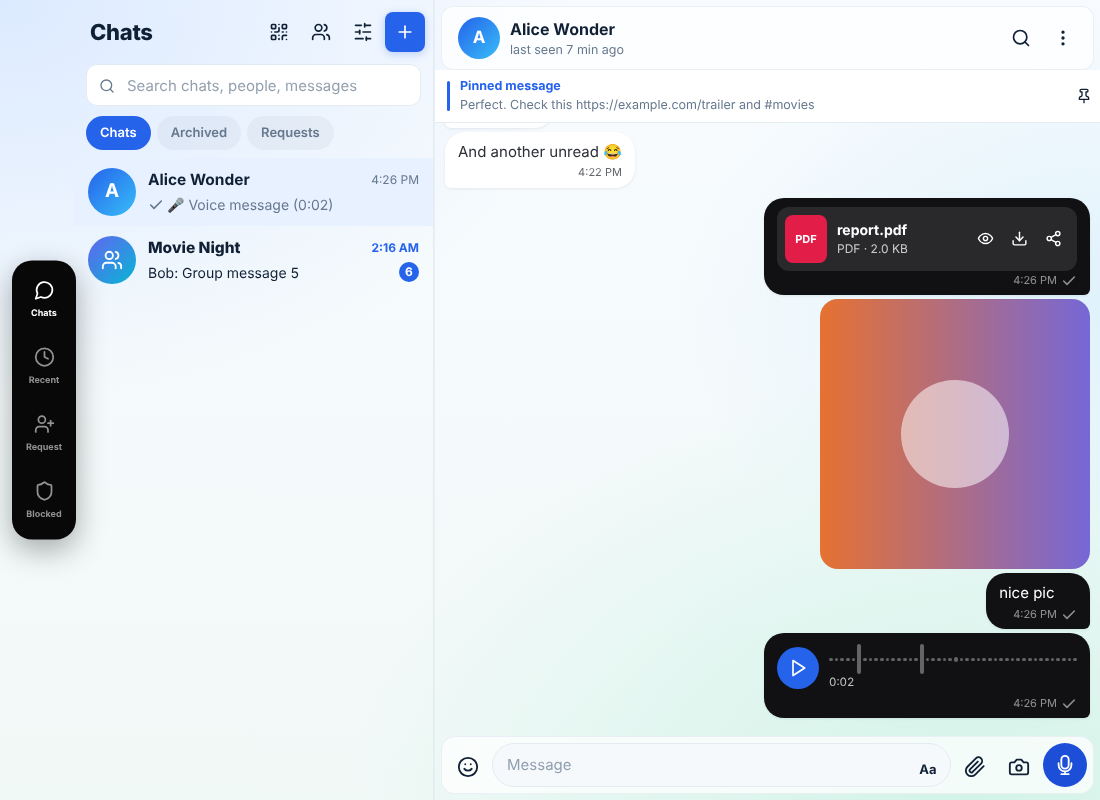 Chats
Search chats, people, messages
Chats
Archived
Requests
A
Alice Wonder
4:26 PM
🎤 Voice message (0:02)
Movie Night
2:16 AM
Bob: Group message 5
6
Chats
Recent
Request
Blocked
A
Alice Wonder
last seen 7 min ago
Pinned message
Perfect. Check this https://example.com/trailer and #movies
And another unread 😂
4:22 PM
PDF
report.pdf
PDF · 2.0 KB
4:26 PM
nice pic
4:26 PM
0:02
4:26 PM
Message
Aa